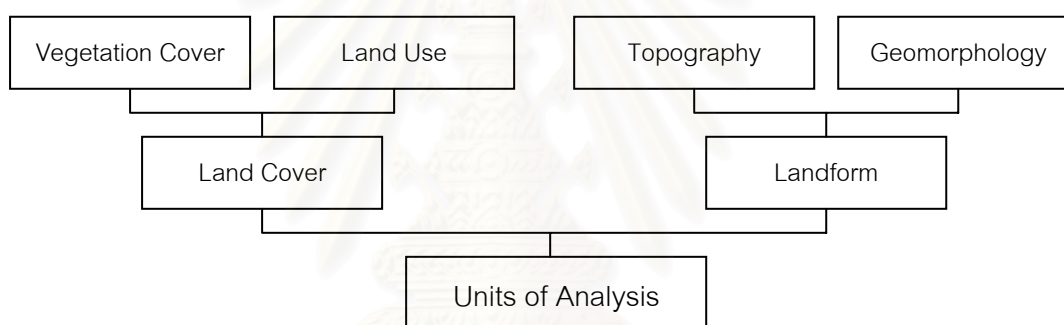 Vegetation Cover
Land Use
Topography
Geomorphology
Land Cover
Landform
Units of Analysis